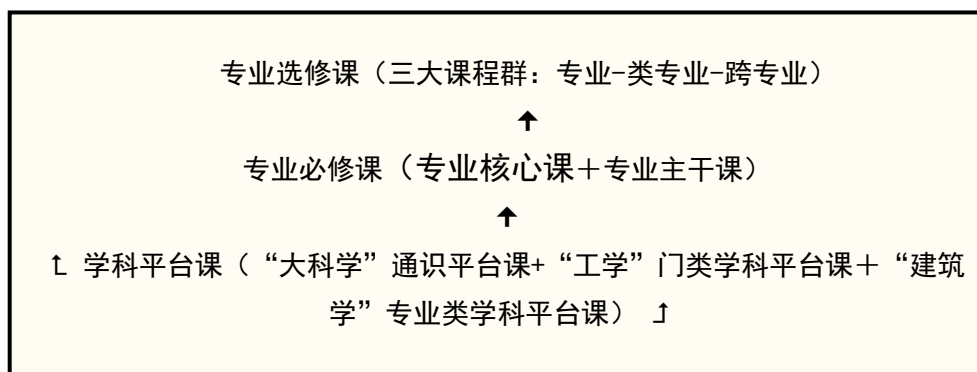 专业选修课（三大课程群：专业-类专业-跨专业）
↑
专业必修课（专业核心课＋专业主干课）
↑
↥ 学科平台课（“大科学”通识平台课+“工学”门类学科平台课＋“建筑
学”专业类学科平台课） ↥